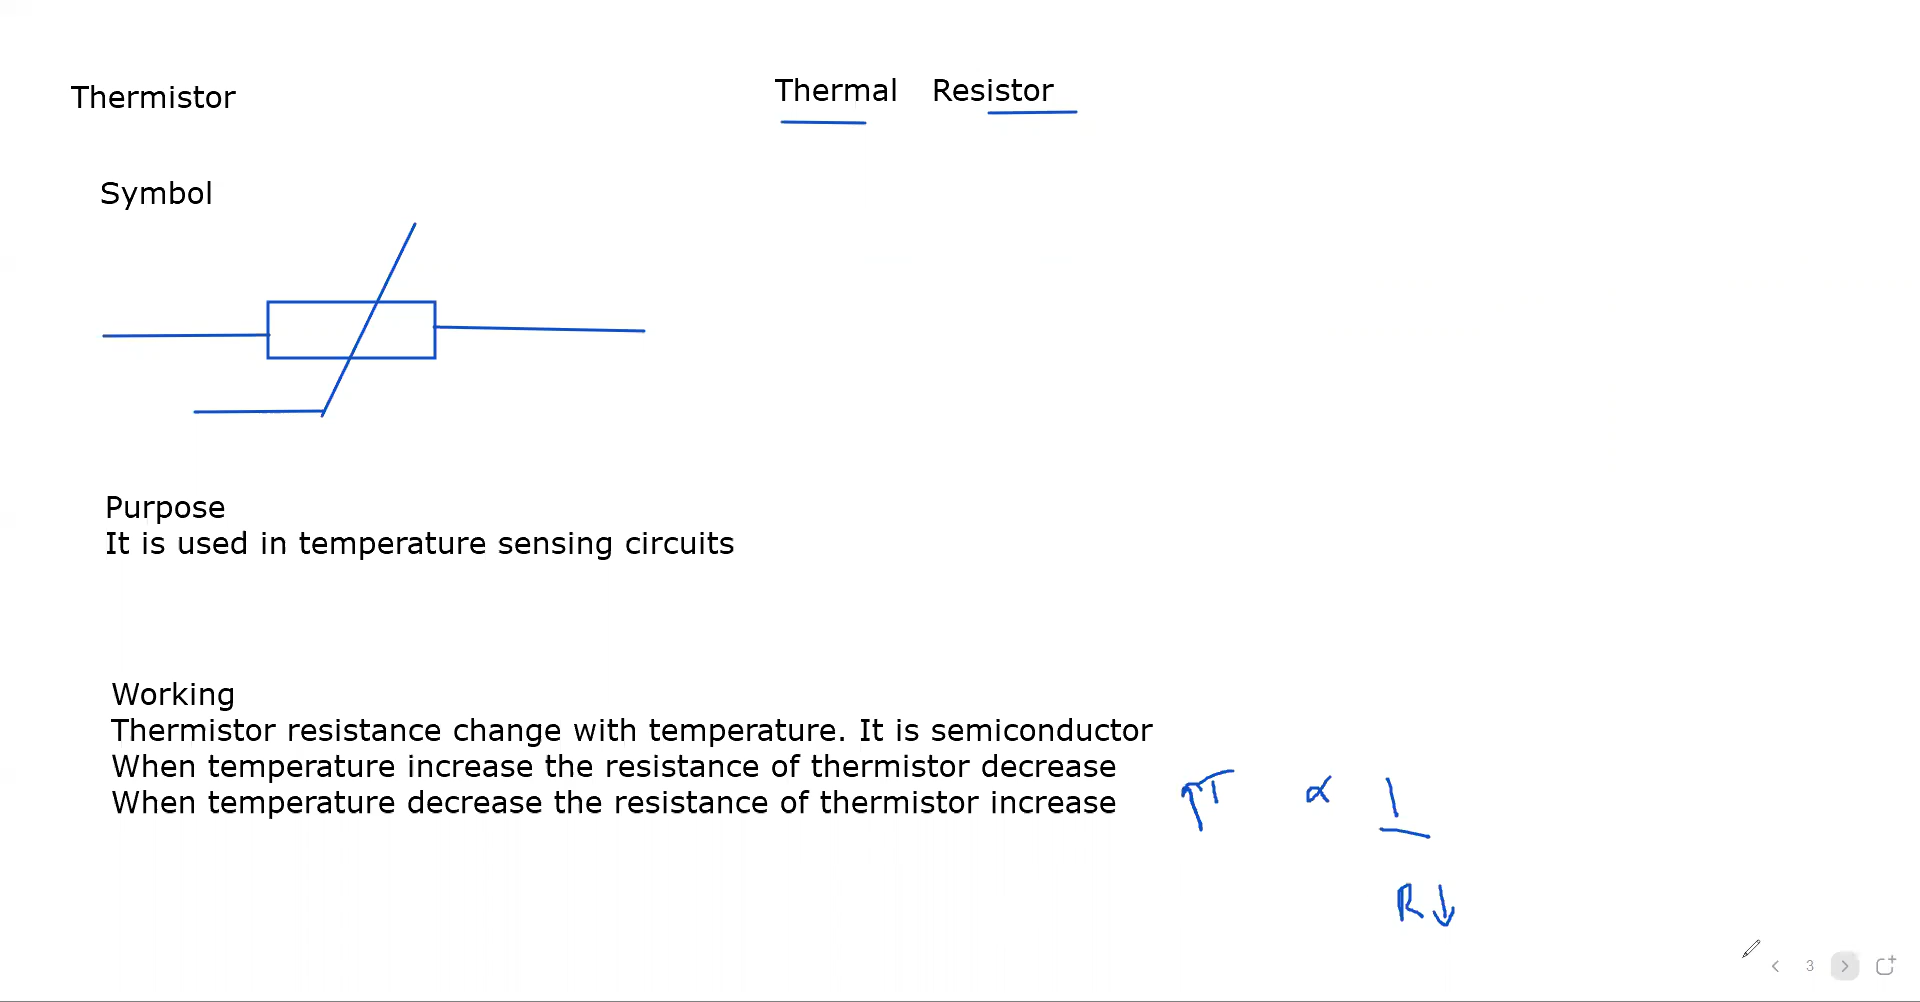 Thermistor
Thermal Resistor
Symbol
Purpose
It is used in temperature sensing circuits
Working
Thermistor resistance change with temperature. It is semiconductor
When temperature increase the resistance of thermistor decrease
When temperature decrease the resistance of thermistor increase
↑T ∝ 1
R↓
3